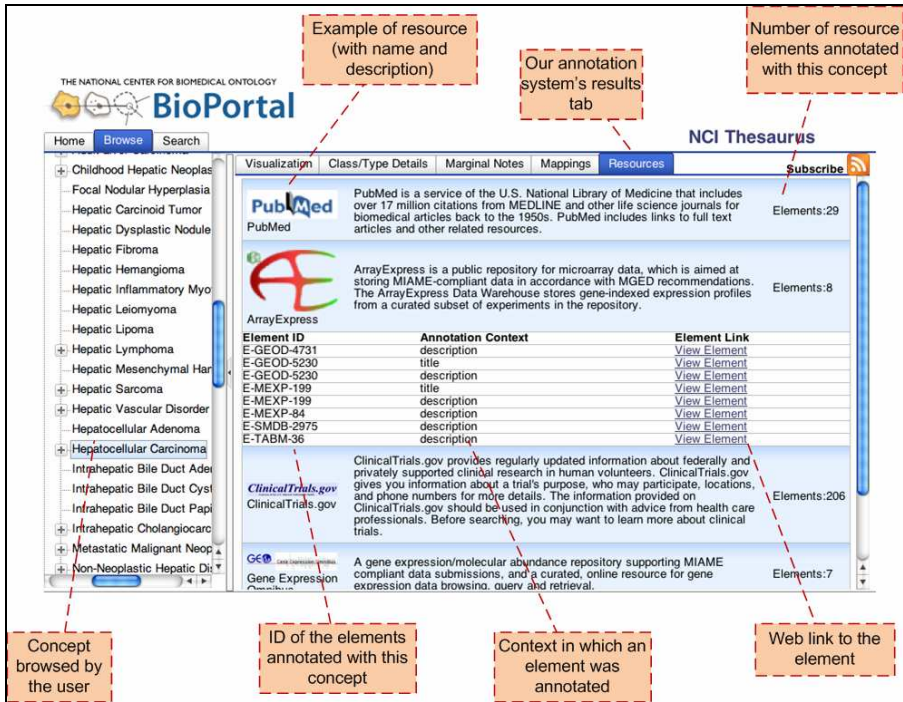 Example of resource
(with name and
description)
Our annotation
system's results
tab
Number of resource
elements annotated
with this concept
THE NATIONAL CENTER FOR BIOMEDICAL ONTOLOGY
BioPortal
Home Browse Search
NCI Thesaurus
Childhood Hepatic Neoplas
Focal Nodular Hyperplasia
Hepatic Carcinoid Tumor
Hepatic Dysplastic Nodule
Hepatic Fibroma
Hepatic Hemangioma
Hepatic Inflammatory Myo
Hepatic Leiomyoma
Hepatic Lipoma
Hepatic Lymphoma
Hepatic Mesenchymal Har
Hepatic Sarcoma
Hepatic Vascular Disorder
Hepatocellular Adenoma
Hepatocellular Carcinoma
Intrahepatic Bile Duct Ade
Intrahepatic Bile Duct Cyst
Intrahepatic Bile Duct Papi
Intrahepatic Cholangiocarc
Metastatic Malignant Neop
Non-Neoplastic Hepatic Dis
Visualization Class/Type Details Marginal Notes Mappings Resources
Subscribe
PubMed
PubMed
PubMed is a service of the U.S. National Library of Medicine that includes
over 17 million citations from MEDLINE and other life science journals for
biomedical articles back to the 1950s. PubMed includes links to full text
articles and other related resources.
Elements:29
ArrayExpress
ArrayExpress is a public repository for microarray data, which is aimed at
storing MIAME-compliant data in accordance with MGED recommendations.
The ArrayExpress Data Warehouse stores gene-indexed expression profiles
from a curated subset of experiments in the repository.
Elements:8
Element ID Annotation Context Element Link
E-GEOD-4731 description View Element
E-GEOD-5230 title View Element
E-GEOD-5230 description View Element
E-MEXP-199 title View Element
E-MEXP-199 description View Element
E-MEXP-84 description View Element
E-SMDB-2975 description View Element
E-TABM-36 description View Element
ClinicalTrials.gov
ClinicalTrials.gov
ClinicalTrials.gov provides regularly updated information about federally and
privately supported clinical research in human volunteers. ClinicalTrials.gov
gives you information about a trial's purpose, who may participate, locations,
and phone numbers for more details. The information provided on
ClinicalTrials.gov should be used in conjunction with advice from health care
professionals. Before searching, you may want to learn more about clinical
trials.
Elements:206
GEO
Gene Expression
Omnibus
A gene expression/molecular abundance repository supporting MIAME
compliant data submissions, and a curated, online resource for gene
expression data browsing, query and retrieval.
Elements:7
Concept
browsed by
the user
ID of the elements
annotated with this
concept
Context in which an
element was
annotated
Web link to the
element